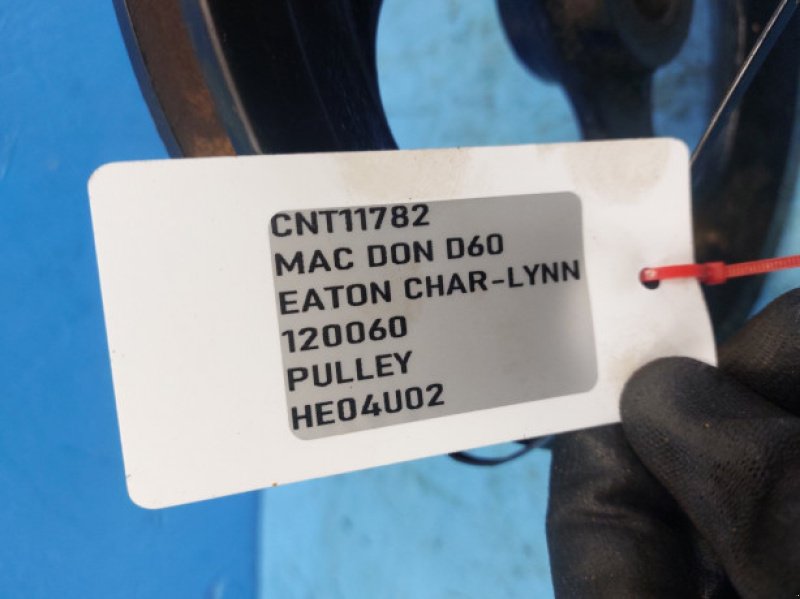 CNT11782
MAC DON D60
EATON CHAR-LYNN
120060
PULLEY
HE04U02